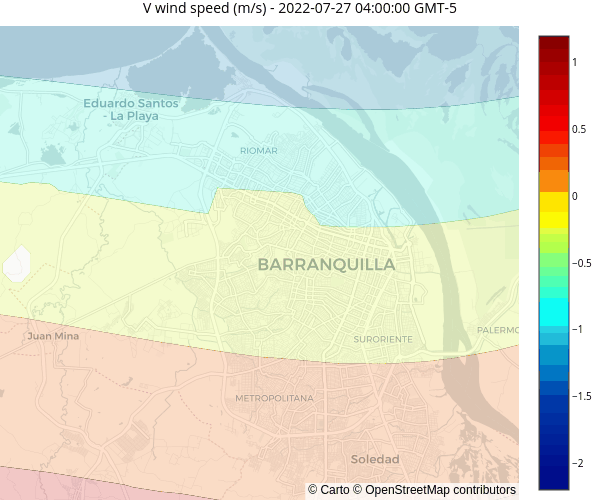 V wind speed (m/s) - 2022-07-27 04:00:00 GMT-5
1
Eduardo Santos
- La Playa
0.5
RIOMAR
0
BARRANQUILLA
−0.5
PALERMO
−1
Juan Mina
SURORIENTE
−1.5
METROPOLITANA
Soledad
−2
© Carto © OpenStreetMap contributors